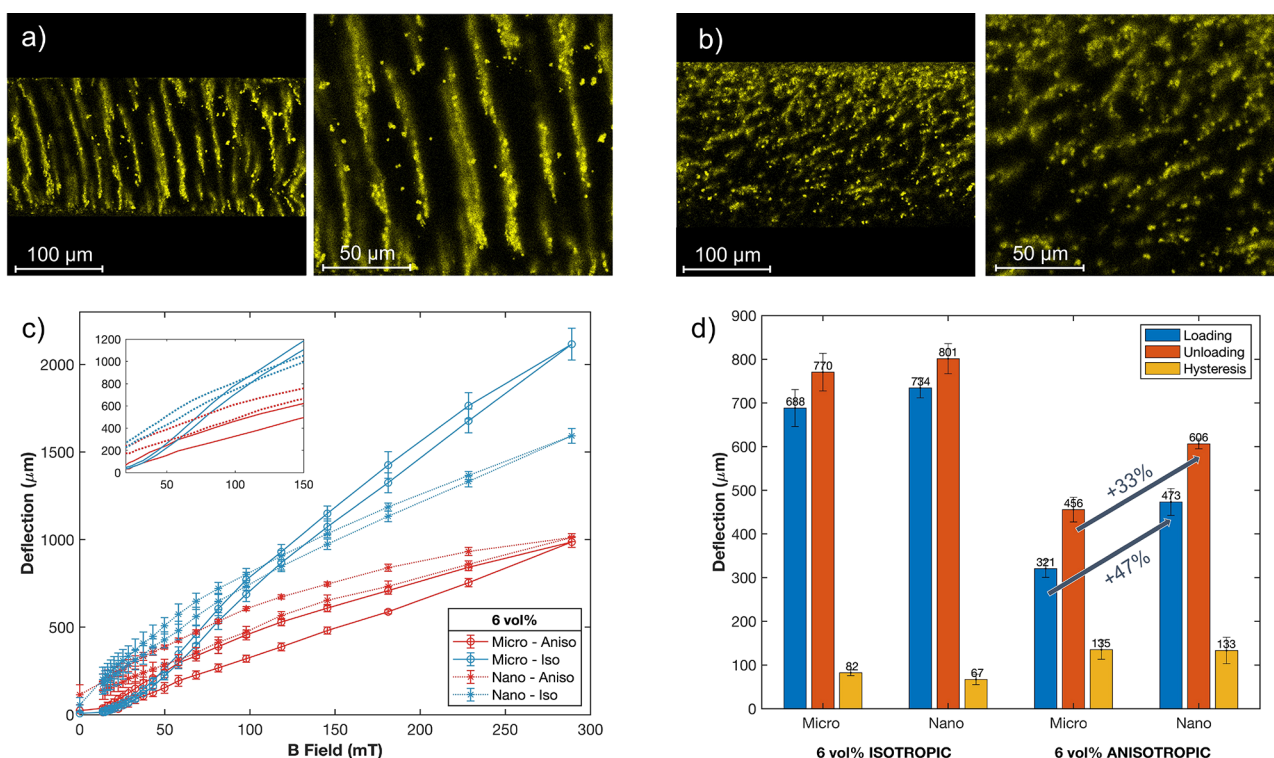 a)
100 µm
50 µm
b)
100 µm
50 µm
c)
Deflection (µm)
2000
1500
1000
500
0
0 50 100 150 200 250 300
B Field (mT)
1200
1000
800
600
400
200
0
50 100 150
6 vol%
Micro - Aniso
Micro - Iso
Nano - Aniso
Nano - Iso
d)
Deflection (µm)
900
800
700
600
500
400
300
200
100
0
Loading
Unloading
Hysteresis
688 770 82
734 801 67
321 456 135
473 606 133
+33%
+47%
Micro Nano Micro Nano
6 vol% ISOTROPIC 6 vol% ANISOTROPIC